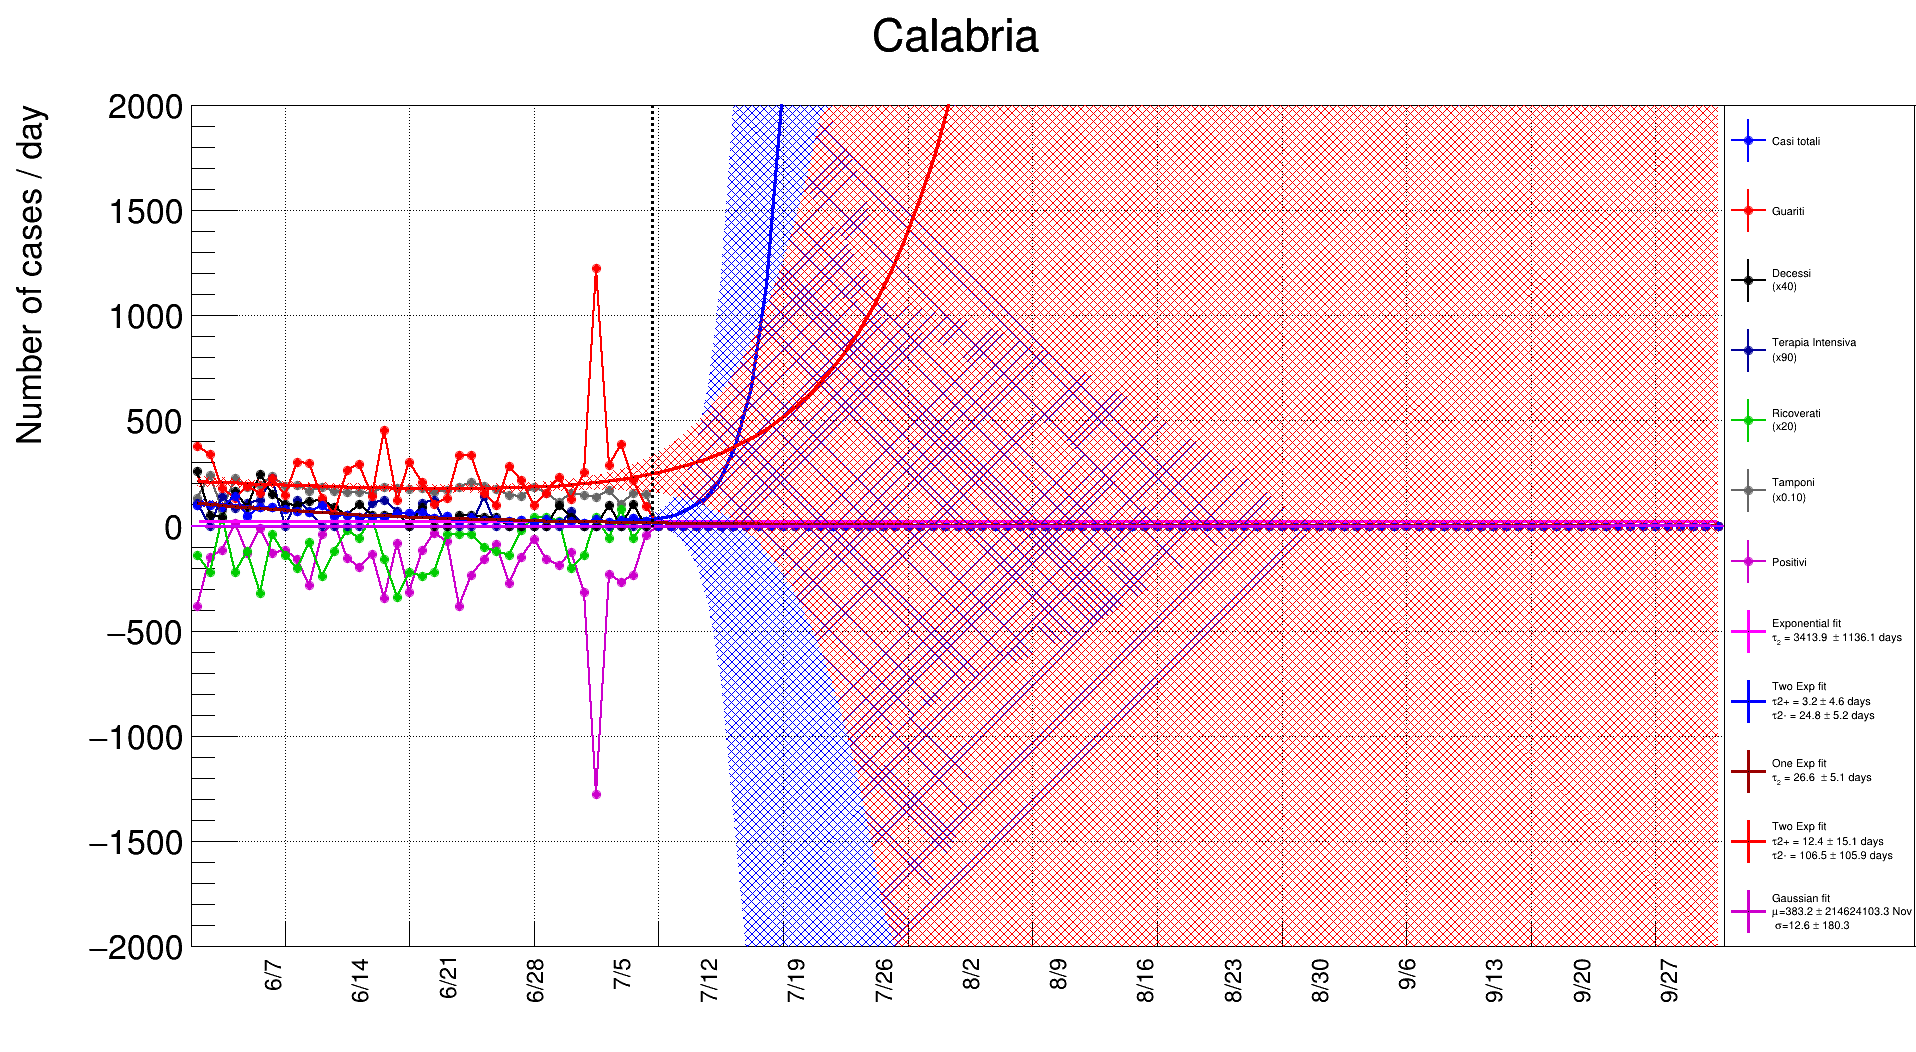 Calabria
Number of cases / day
2000
1500
1000
500
0
−500
−1000
−1500
−2000
6/7
6/14
6/21
6/28
7/5
7/12
7/19
7/26
8/2
8/9
8/16
8/23
8/30
9/6
9/13
9/20
9/27
Casi totali
Guariti
Decessi
(x40)
Terapia Intensiva
(x90)
Ricoverati
(x20)
Tamponi
(x0.10)
Positivi
Exponential fit
τ2 = 3413.9 ± 1136.1 days
Two Exp fit
τ2+ = 3.2 ± 4.6 days
τ2- = 24.8 ± 5.2 days
One Exp fit
τ2 = 26.6 ± 5.1 days
Two Exp fit
τ2+ = 12.4 ± 15.1 days
τ2- = 106.5 ± 105.9 days
Gaussian fit
μ=383.2 ± 214624103.3 Nov
σ=12.6 ± 180.3